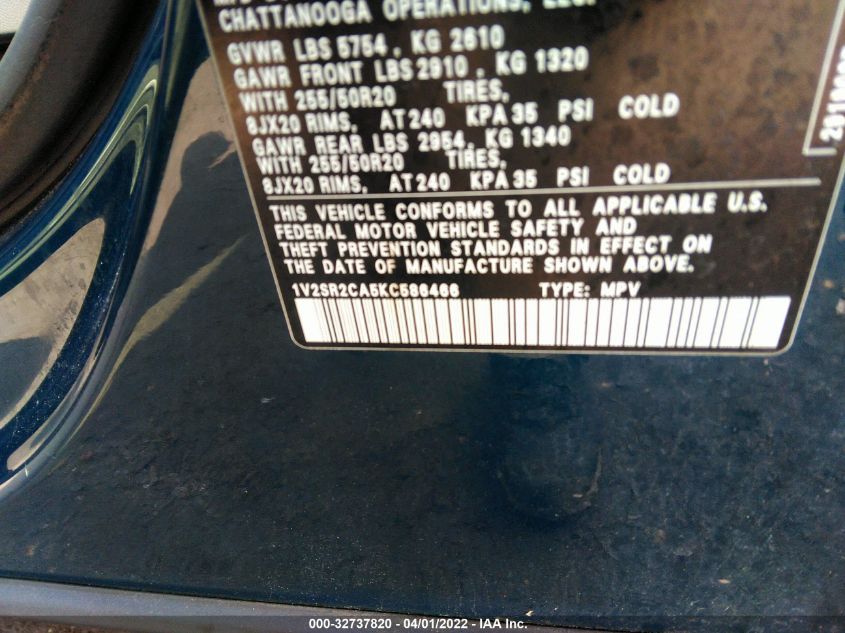 CHATTANOOGA OPERATIONS, LLC.
GVWR LBS 5754 , KG 2610
GAWR FRONT LBS 2910 , KG 1320
WITH 255/50R20 TIRES,
8JX20 RIMS, AT 240 KPA 35 PSI COLD
GAWR REAR LBS 2954, KG 1340
WITH 255/50R20 TIRES,
8JX20 RIMS, AT 240 KPA 35 PSI COLD
THIS VEHICLE CONFORMS TO ALL APPLICABLE U.S.
FEDERAL MOTOR VEHICLE SAFETY AND
THEFT PREVENTION STANDARDS IN EFFECT ON
THE DATE OF MANUFACTURE SHOWN ABOVE.
1V2SR2CA5KC586466 TYPE: MPV
000-32737820 - 04/01/2022 - IAA Inc.